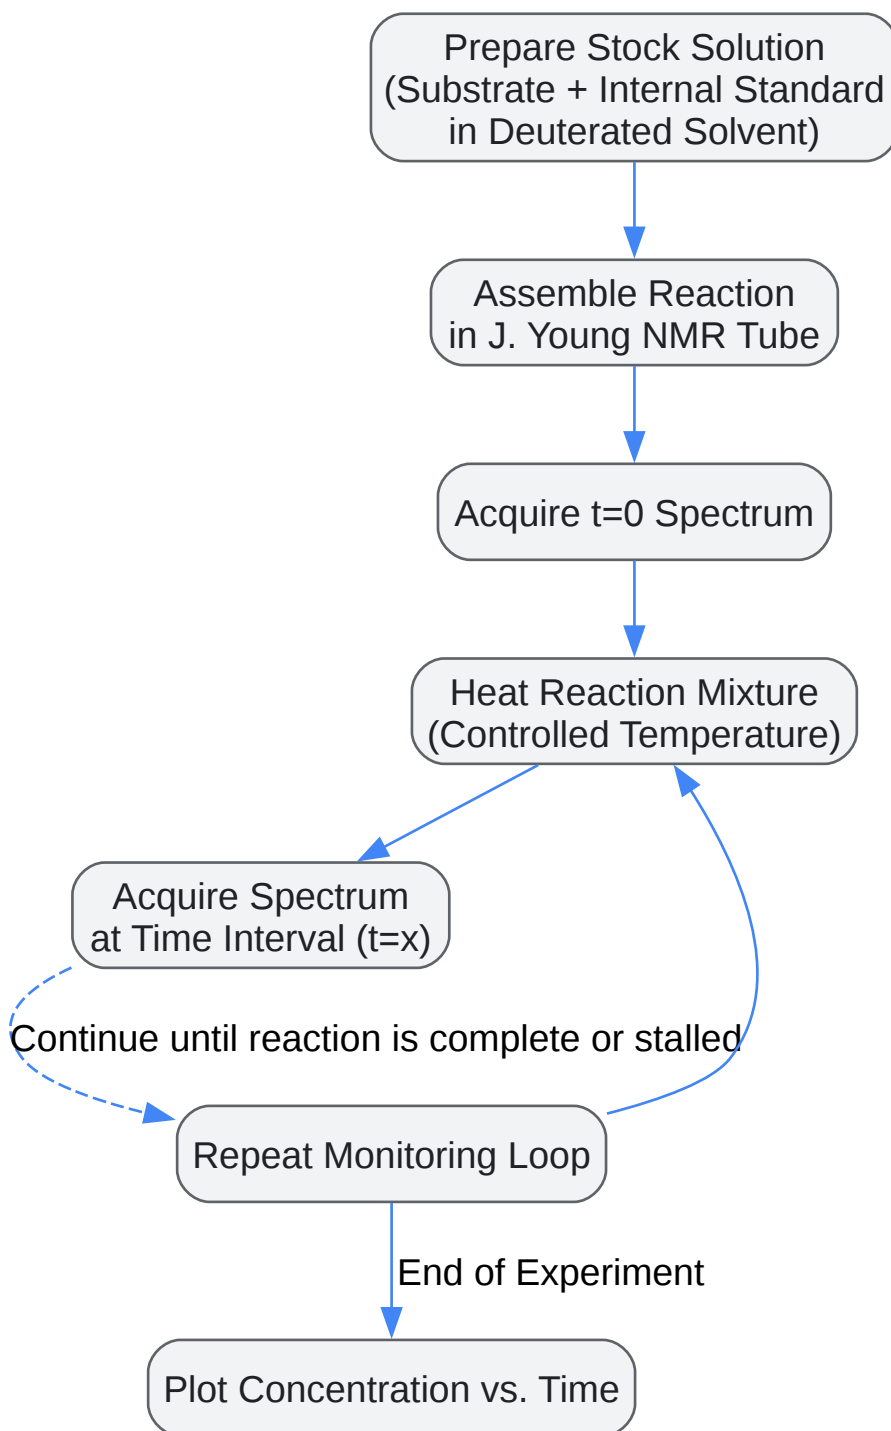 Prepare Stock Solution
(Substrate + Internal Standard
in Deuterated Solvent)
Assemble Reaction
in J. Young NMR Tube
Acquire t=0 Spectrum
Heat Reaction Mixture
(Controlled Temperature)
Acquire Spectrum
at Time Interval (t=x)
Continue until reaction is complete or stalled
Repeat Monitoring Loop
End of Experiment
Plot Concentration vs. Time